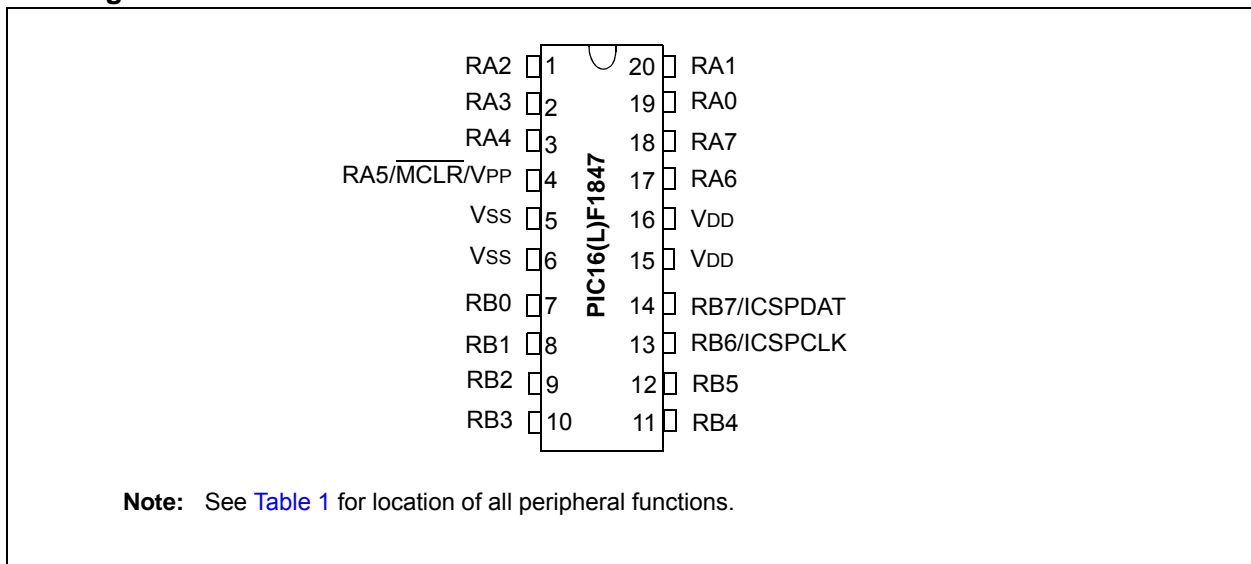 RA2 1 20 RA1
RA3 2 19 RA0
RA4 3 18 RA7
RA5/MCLR/VPP 4 17 RA6
VSS 5 16 VDD
VSS 6 15 VDD
RB0 7 14 RB7/ICSPDAT
RB1 8 13 RB6/ICSPCLK
RB2 9 12 RB5
RB3 10 11 RB4
PIC16(L)F1847
Note: See Table 1 for location of all peripheral functions.